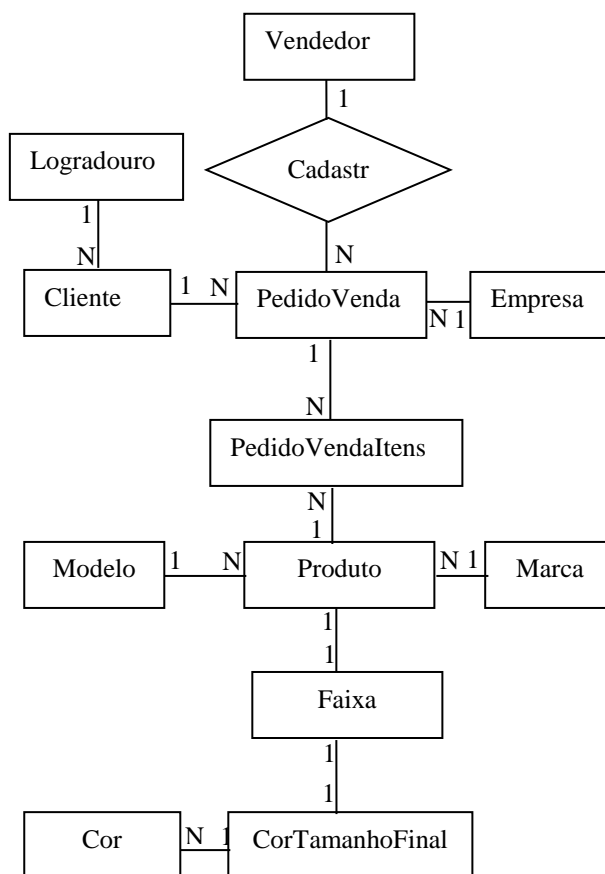 Vendedor
1
Logradouro
Cadastr
1
N
N
Cliente
1
N
PedidoVenda
N
1
Empresa
1
N
PedidoVendaItens
N
1
Modelo
1
N
Produto
N
1
Marca
1
1
Faixa
1
1
Cor
N
1
CorTamanhoFinal